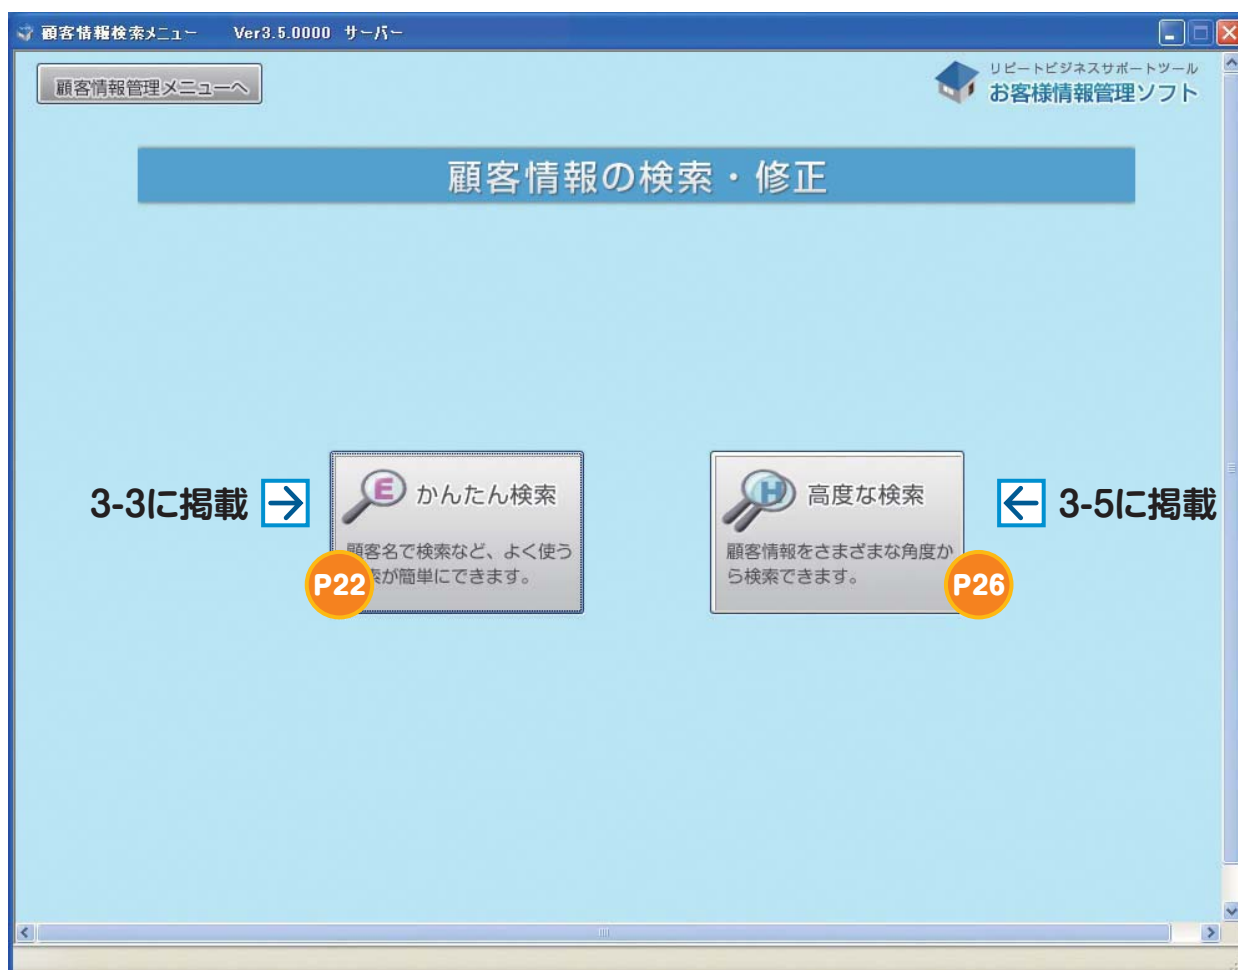 顧客情報検索メニュー Ver3.5.0000 サーバー
顧客情報管理メニューへ
リピートビジネスサポートツール
お客様情報管理ソフト
顧客情報の検索・修正
3-3に掲載
E かんたん検索
顧客名で検索など、よく使う
が簡単にできます。
P22
H 高度な検索
顧客情報をさまざまな角度か
ら検索できます。
P26
3-5に掲載